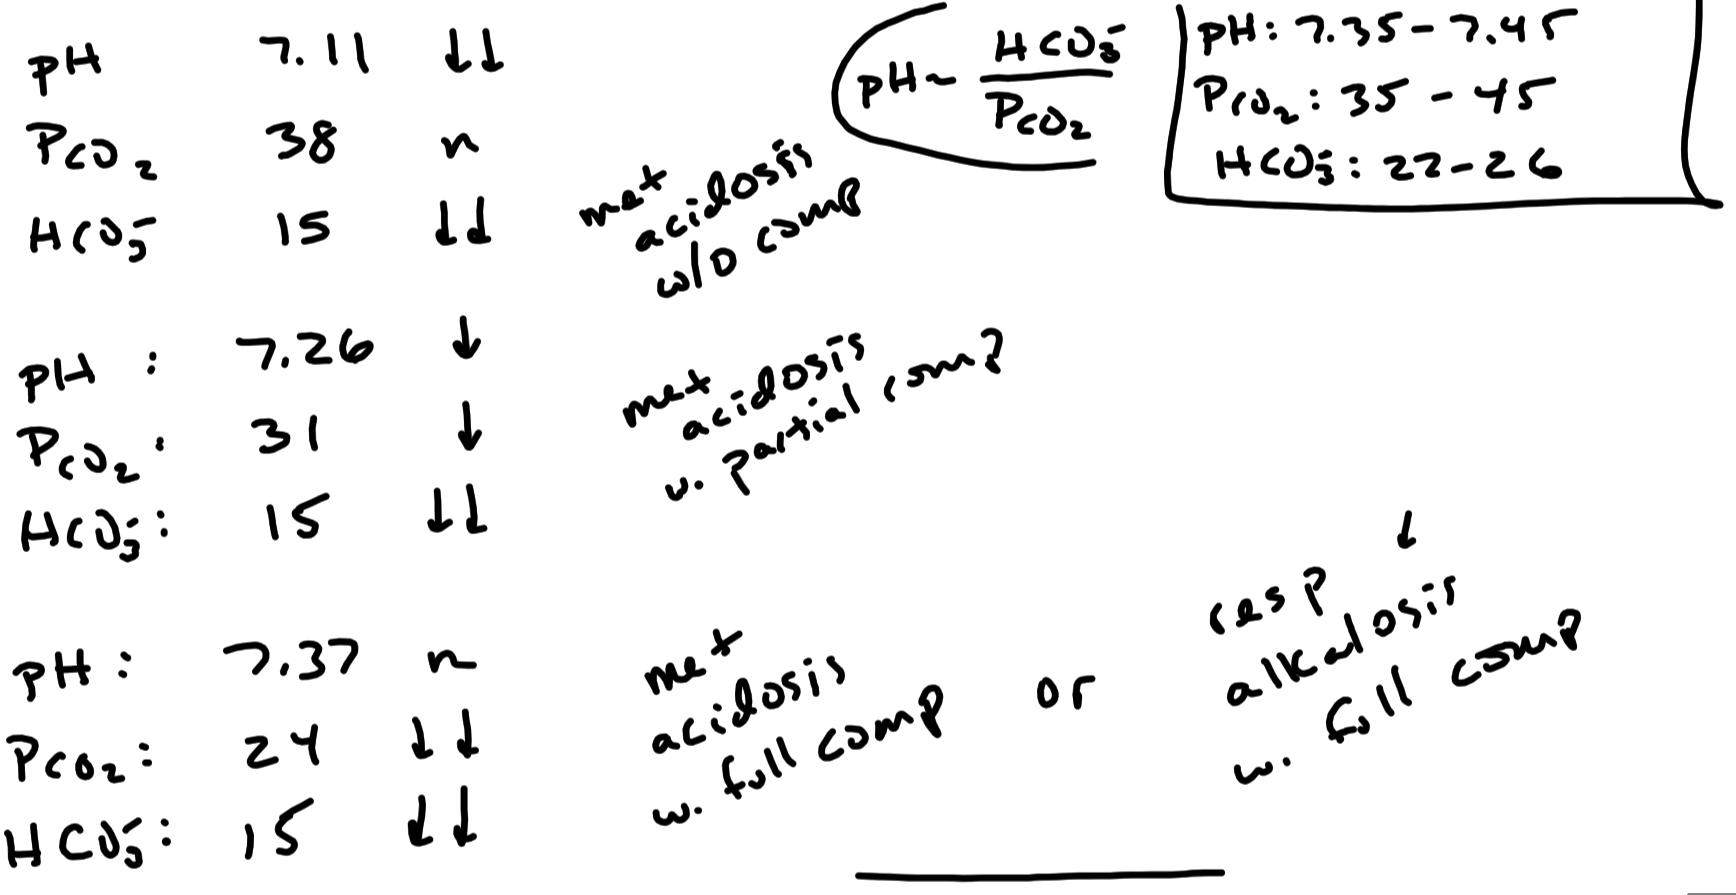 pH 7.11 ↓↓
PCO2 38 n
HCO3- 15 ↓↓
met
acidosis
w/o comp
pH ~ HCO3- / PCO2
pH: 7.35 - 7.45
PCO2: 35 - 45
HCO3-: 22-26
pH : 7.26 ↓
PCO2: 31 ↓
HCO3-: 15 ↓↓
met
acidosis
w. partial comp
pH: 7.37 n
PCO2: 24 ↓↓
HCO3-: 15 ↓↓
met
acidosis
w. full comp
or
↓
resp
alkalosis
w. full comp